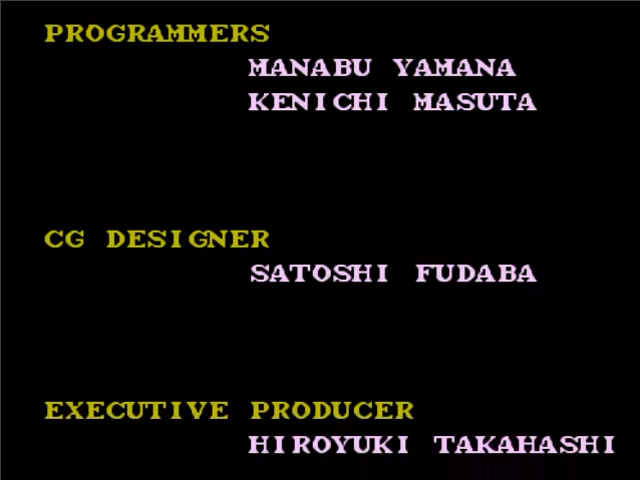 PROGRAMMERS
MANABU YAMANA
KENICHI MASUTA
CG DESIGNER
SATOSHI FUDABA
EXECUTIVE PRODUCER
HIROYUKI TAKAHASHI